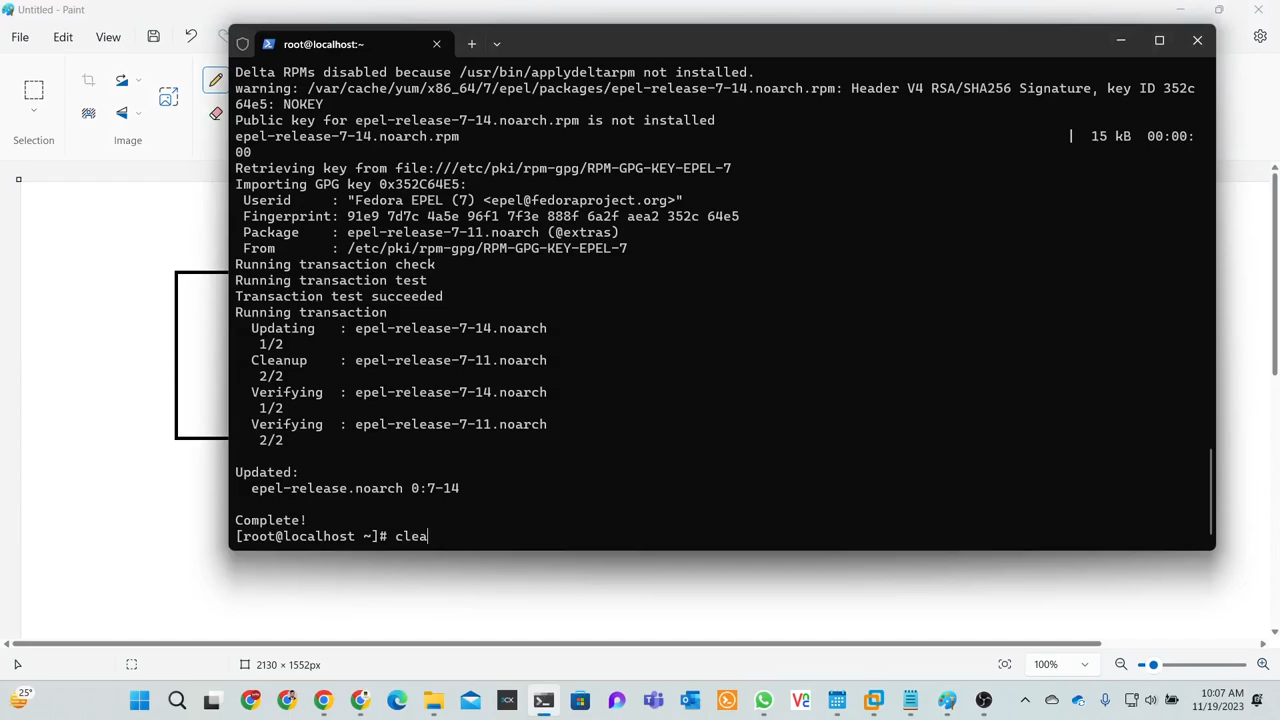 Untitled - Paint
File Edit View
root@localhost:~
Selection
Image
Delta RPMs disabled because /usr/bin/applydeltarpm not installed.
warning: /var/cache/yum/x86_64/7/epel/packages/epel-release-7-14.noarch.rpm: Header V4 RSA/SHA256 Signature, key ID 352c
64e5: NOKEY
Public key for epel-release-7-14.noarch.rpm is not installed
epel-release-7-14.noarch.rpm | 15 kB 00:00:
00
Retrieving key from file:///etc/pki/rpm-gpg/RPM-GPG-KEY-EPEL-7
Importing GPG key 0x352C64E5:
Userid : "Fedora EPEL (7) <epel@fedoraproject.org>"
Fingerprint: 91e9 7d7c 4a5e 96f1 7f3e 888f 6a2f aea2 352c 64e5
Package : epel-release-7-11.noarch (@extras)
From : /etc/pki/rpm-gpg/RPM-GPG-KEY-EPEL-7
Running transaction check
Running transaction test
Transaction test succeeded
Running transaction
Updating : epel-release-7-14.noarch
1/2
Cleanup : epel-release-7-11.noarch
2/2
Verifying : epel-release-7-14.noarch
1/2
Verifying : epel-release-7-11.noarch
2/2
Updated:
epel-release.noarch 0:7-14
Complete!
[root@localhost ~]# clea
2130 × 1552px
100%
25°
10:07 AM
11/19/2023